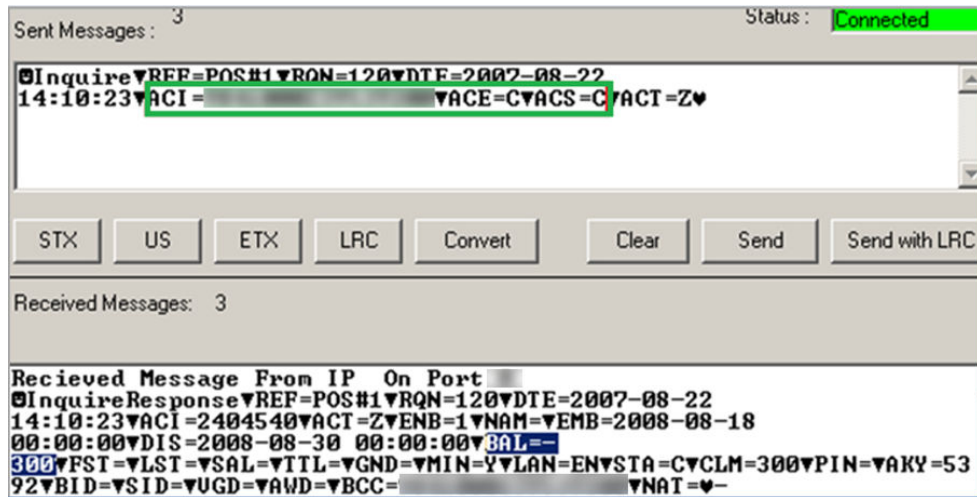 Sent Messages : 3 Status : Connected
☻Inquire▼REF=POS#1▼RQN=120▼DTE=2007-08-22
14:10:23▼ACI= ▼ACE=C▼ACS=C▼ACT=Z♥
STX US ETX LRC Convert Clear Send Send with LRC
Received Messages: 3
Recieved Message From IP On Port
☻InquireResponse▼REF=POS#1▼RQN=120▼DTE=2007-08-22
14:10:23▼ACI=2404540▼ACT=Z▼ENB=1▼NAM=▼EMB=2008-08-18
00:00:00▼DIS=2008-08-30 00:00:00▼BAL=-
300▼FST=▼LST=▼SAL=▼TTL=▼GND=▼MIN=Y▼LAN=EN▼STA=C▼CLM=300▼PIN=▼AKY=53
92▼BID=▼SID=▼UGD=▼AWD=▼BCC= ▼NAT=♥-